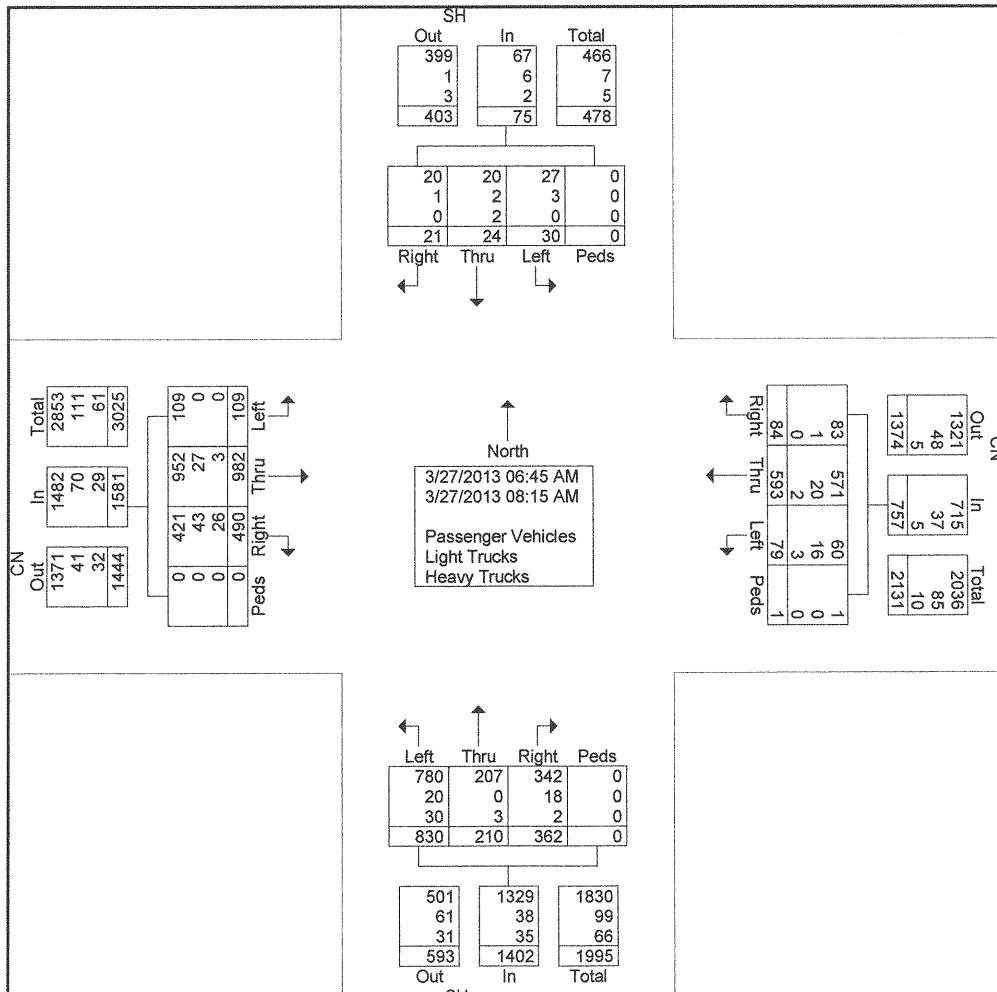 SH
Out In Total
399 67 466
1 6 7
3 2 5
403 75 478
20 20 27 0
1 2 3 0
0 2 0 0
21 24 30 0
Right Thru Left Peds
Total
2853
111
61
3025
In
1482
70
29
1581
CN
Out
1371
41
32
1444
109 0 0 109 Left
952 27 3 982 Thru
421 43 26 490 Right
0 0 0 0 Peds
North
3/27/2013 06:45 AM
3/27/2013 08:15 AM
Passenger Vehicles
Light Trucks
Heavy Trucks
Right 84 0 1 83
Thru 593 2 20 571
Left 79 3 16 60
Peds 1 0 0 1
CN
Out
1321
48
5
1374
In
715
37
5
757
Total
2036
85
10
2131
Left Thru Right Peds
780 207 342 0
20 0 18 0
30 3 2 0
830 210 362 0
501 1329 1830
61 38 99
31 35 66
593 1402 1995
Out In Total